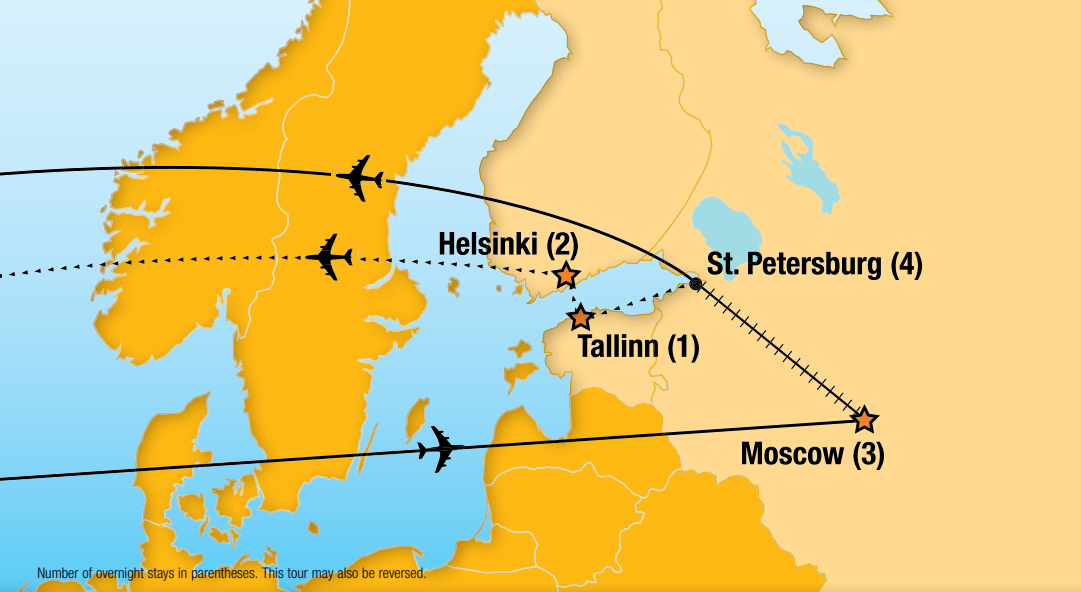 Helsinki (2)
St. Petersburg (4)
Tallinn (1)
Moscow (3)
Number of overnight stays in parentheses. This tour may also be reversed.